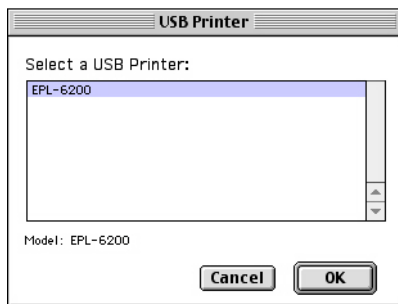 USB Printer
Select a USB Printer:
EPL-6200
Model: EPL-6200
Cancel
OK